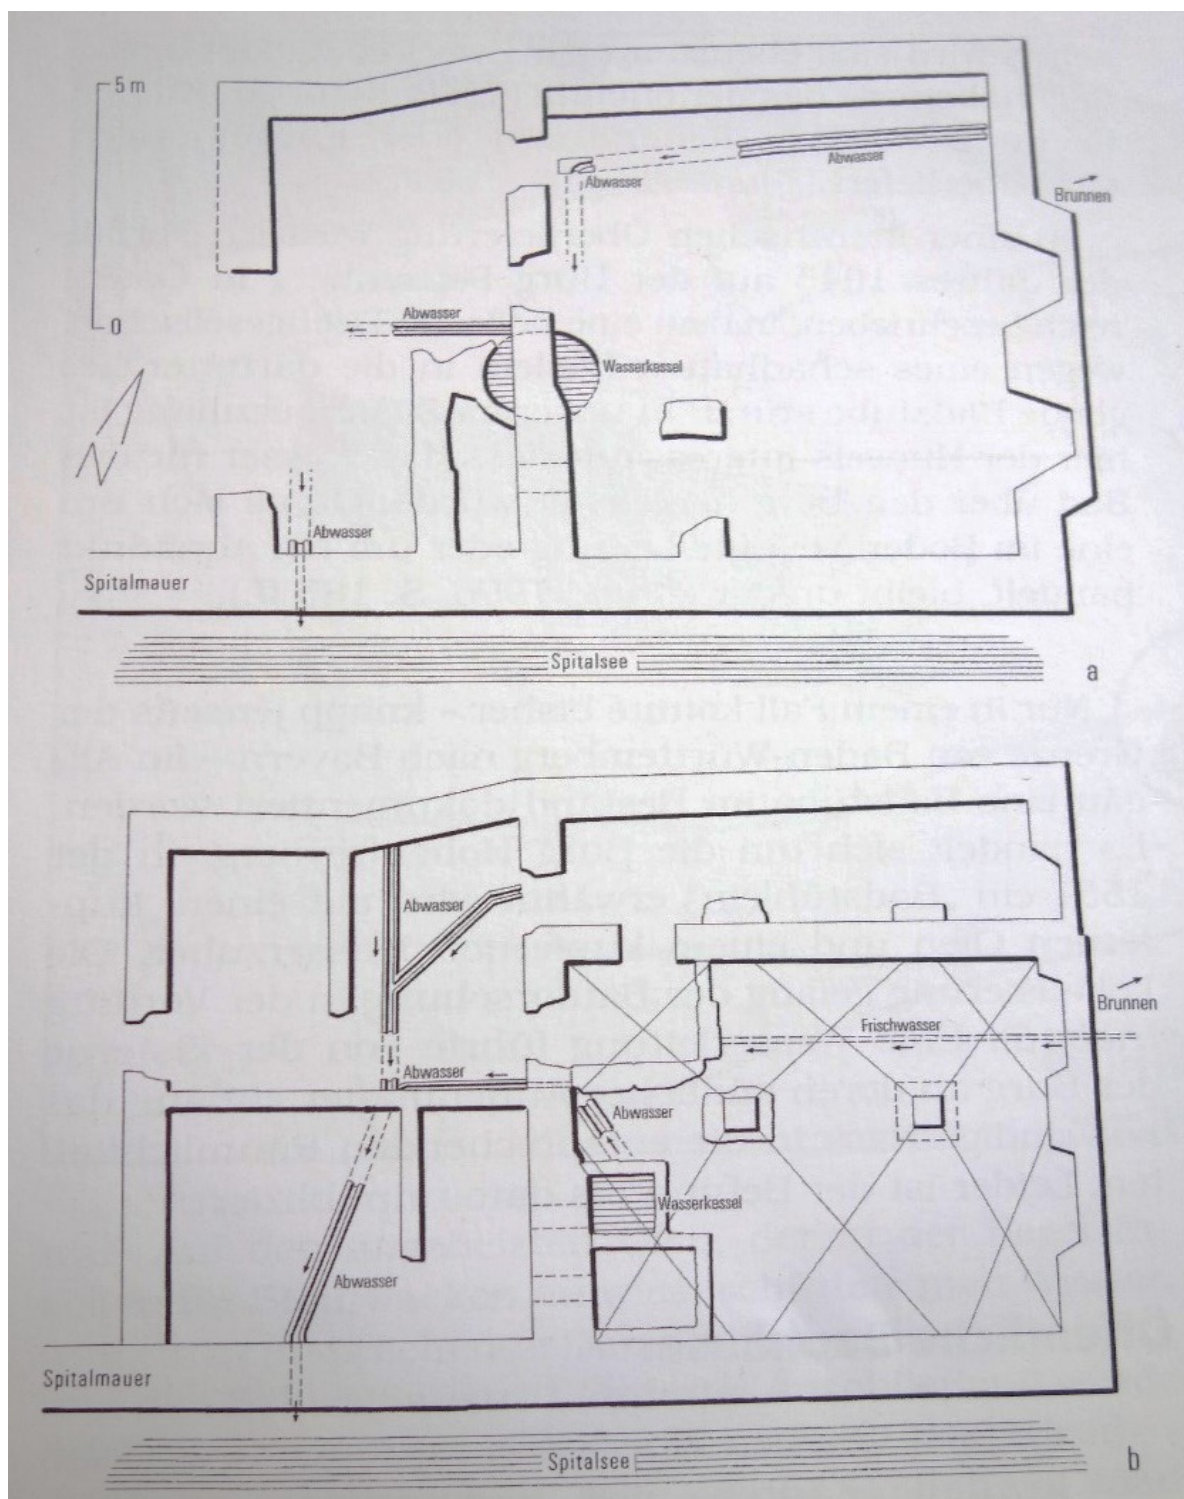 5 m
Abwasser
Abwasser
Brunnen
0
Abwasser
Wasserkessel
N
Abwasser
Spitalmauer
Spitalsee
a
Abwasser
Brunnen
Frischwasser
Abwasser
Abwasser
Wasserkessel
Abwasser
Spitalmauer
Spitalsee
b